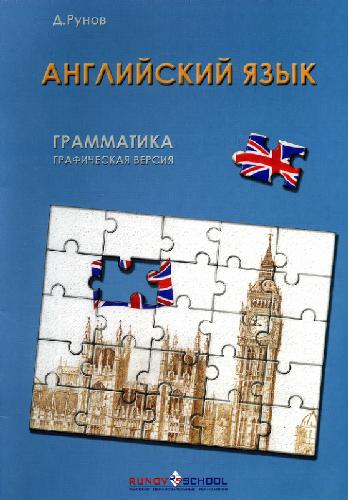 Д.Рунов
АНГЛИЙСКИЙ ЯЗЫК
ГРАММАТИКА
ГРАФИЧЕСКАЯ ВЕРСИЯ
RUNOV SCHOOL